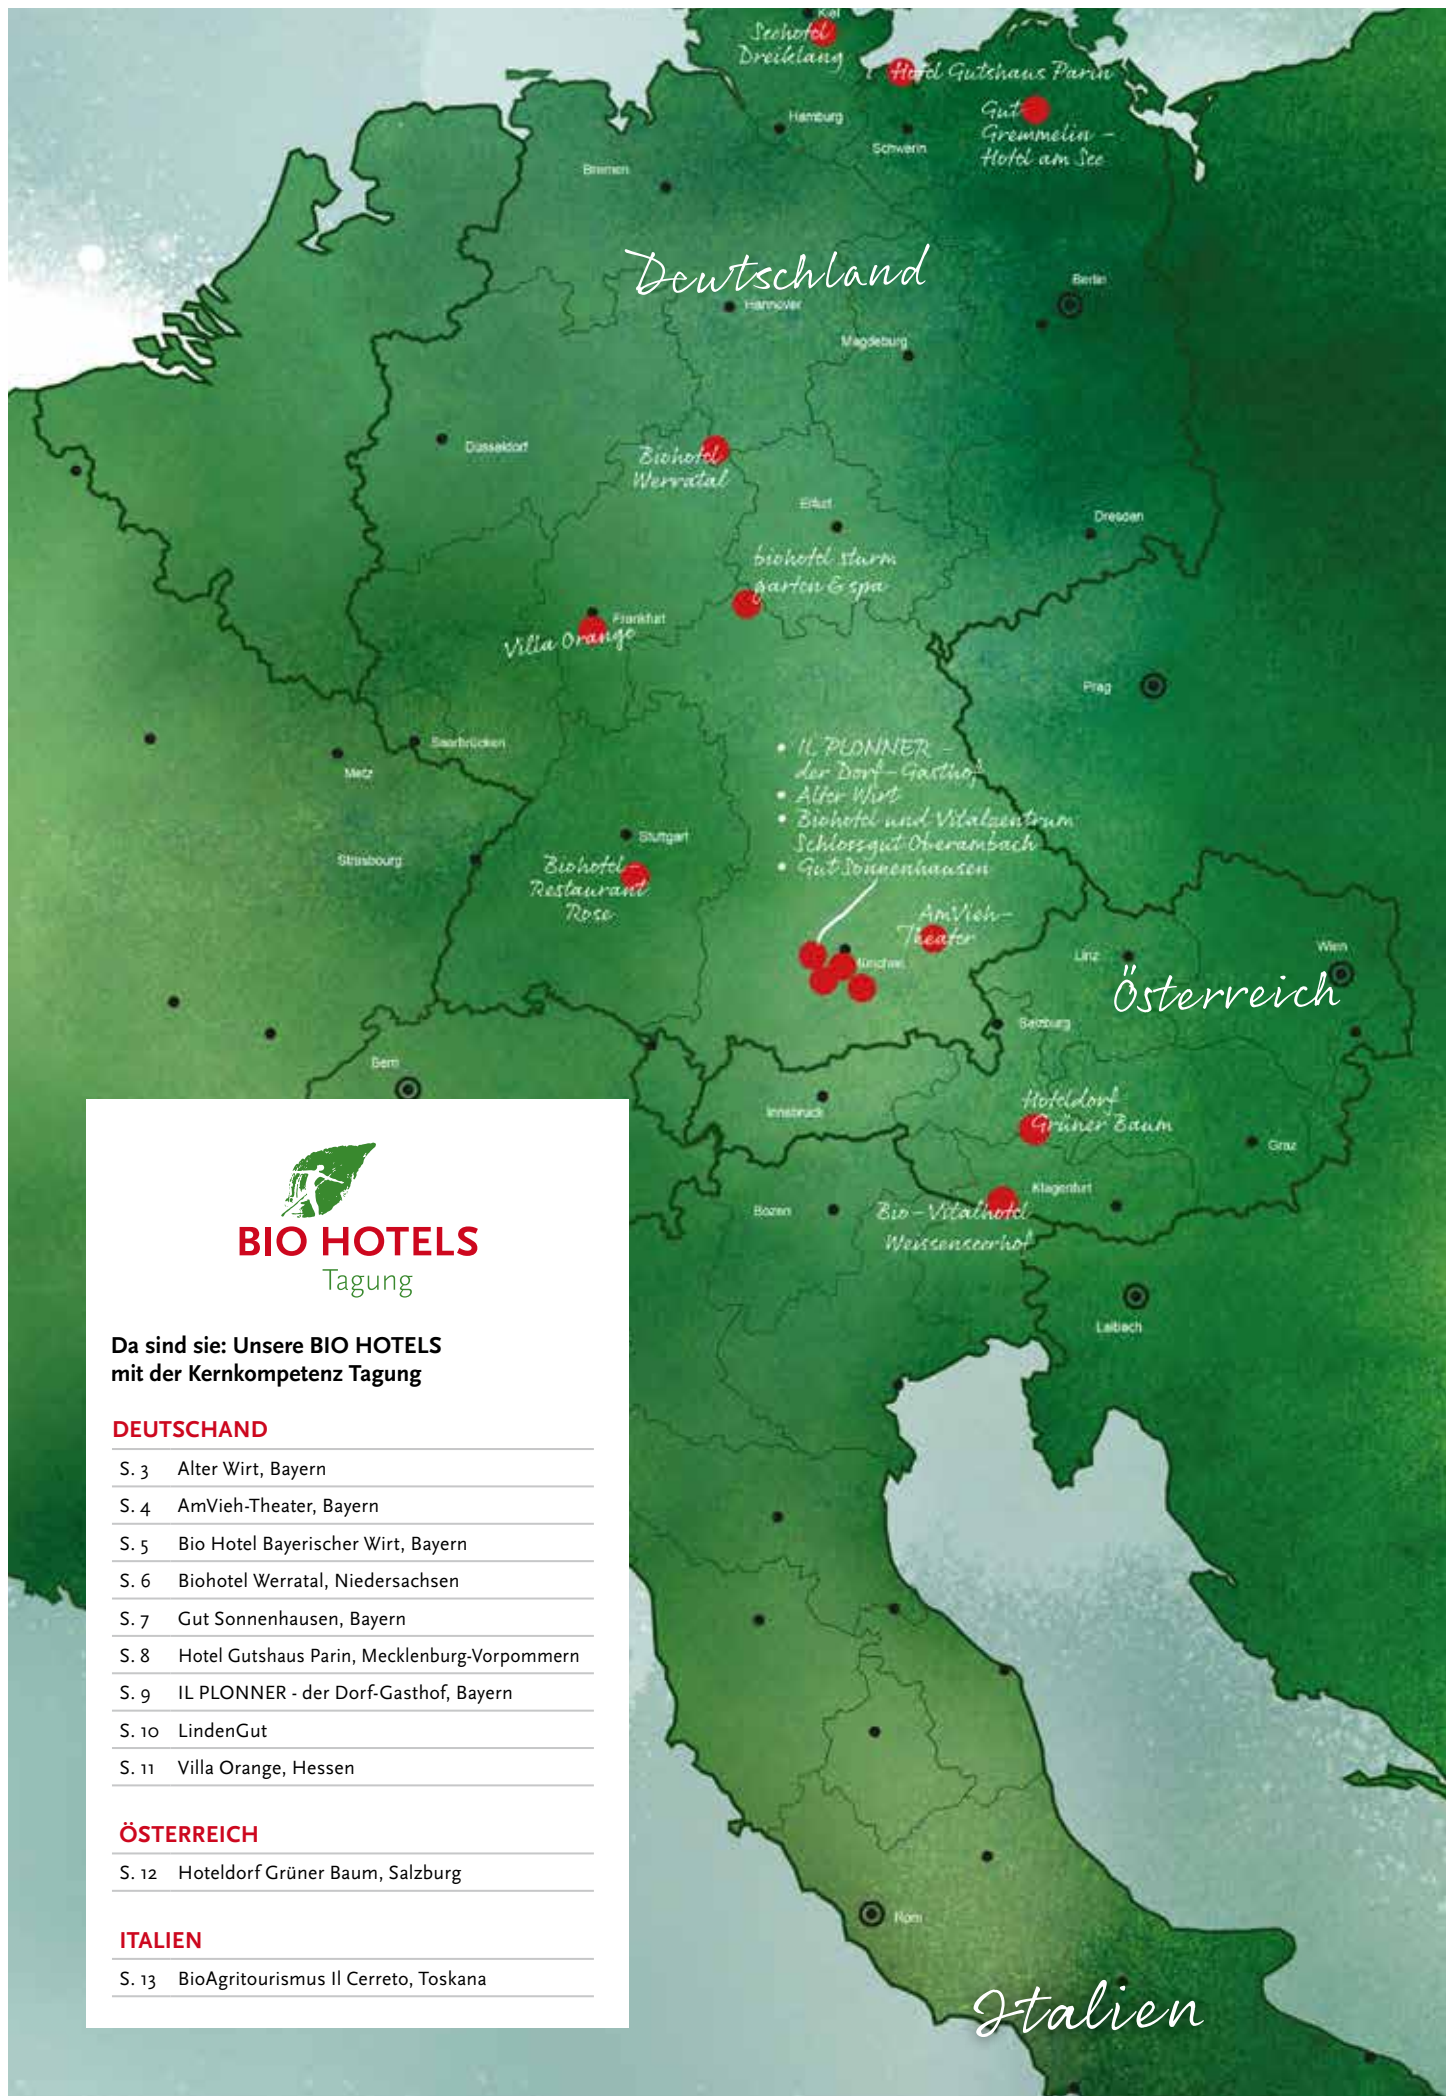 Kiel
Seehotel
Dreiklang
Hotel Gutshaus Parin
Gut
Gremmelin –
Hotel am See
Hamburg
Schwerin
Bremen
Deutschland
Berlin
Hannover
Magdeburg
Düsseldorf
Biohotel
Werratal
Erfurt
Dresden
biohotel sturm
garten & spa
Frankfurt
Villa Orange
Prag
Saarbrücken
Metz
• IL PLONNER –
der Dorf-Gasthof
• Alter Wirt
• Biohotel und Vitalzentrum
Schlossgut Oberambach
• Gut Sonnenhausen
Stuttgart
Strasbourg
Biohotel-
Restaurant
Rose
AmVieh-
Theater
München
Linz
Wien
Österreich
Salzburg
Bern
Innsbruck
Hoteldorf
Grüner Baum
Graz
Klagenfurt
Bozen
Bio-Vitalhotel
Weissenseerhof
Laibach
BIO HOTELS
Tagung
Da sind sie: Unsere BIO HOTELS
mit der Kernkompetenz Tagung
DEUTSCHAND
S. 3 Alter Wirt, Bayern
S. 4 AmVieh-Theater, Bayern
S. 5 Bio Hotel Bayerischer Wirt, Bayern
S. 6 Biohotel Werratal, Niedersachsen
S. 7 Gut Sonnenhausen, Bayern
S. 8 Hotel Gutshaus Parin, Mecklenburg-Vorpommern
S. 9 IL PLONNER - der Dorf-Gasthof, Bayern
S. 10 LindenGut
S. 11 Villa Orange, Hessen
ÖSTERREICH
S. 12 Hoteldorf Grüner Baum, Salzburg
ITALIEN
S. 13 BioAgritourismus Il Cerreto, Toskana
Rom
Italien